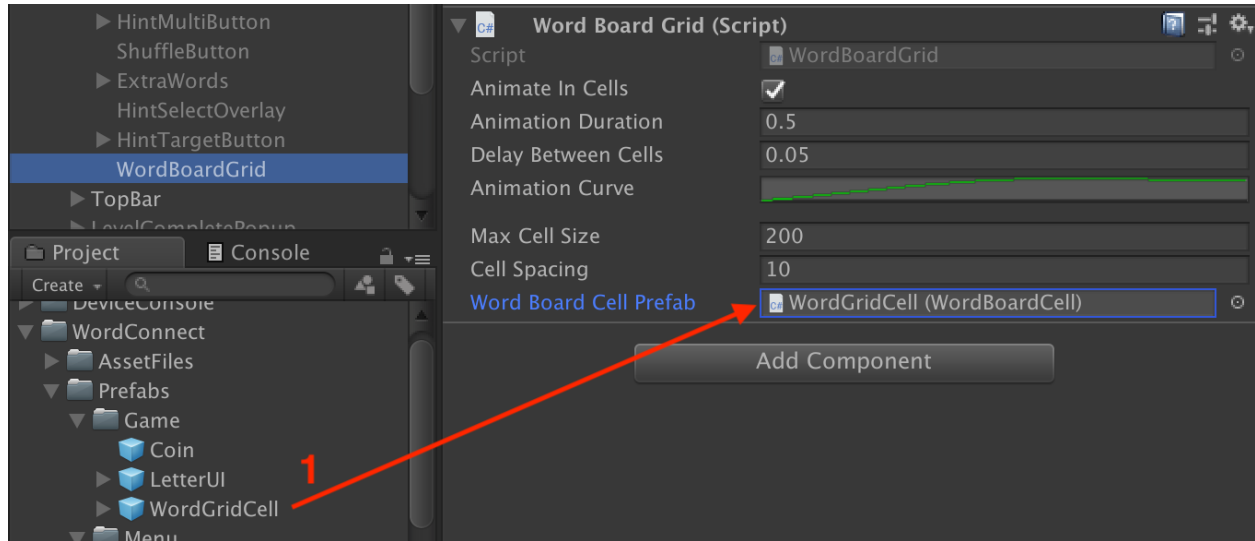 HintMultiButton
ShuffleButton
ExtraWords
HintSelectOverlay
HintTargetButton
WordBoardGrid
TopBar
LevelCompletePopup
Project
Console
Create
DeviceConsole
WordConnect
AssetFiles
Prefabs
Game
Coin
LetterUI
WordGridCell
Menu
1
C# Word Board Grid (Script)
Script WordBoardGrid
Animate In Cells
Animation Duration 0.5
Delay Between Cells 0.05
Animation Curve
Max Cell Size 200
Cell Spacing 10
Word Board Cell Prefab WordGridCell (WordBoardCell)
Add Component